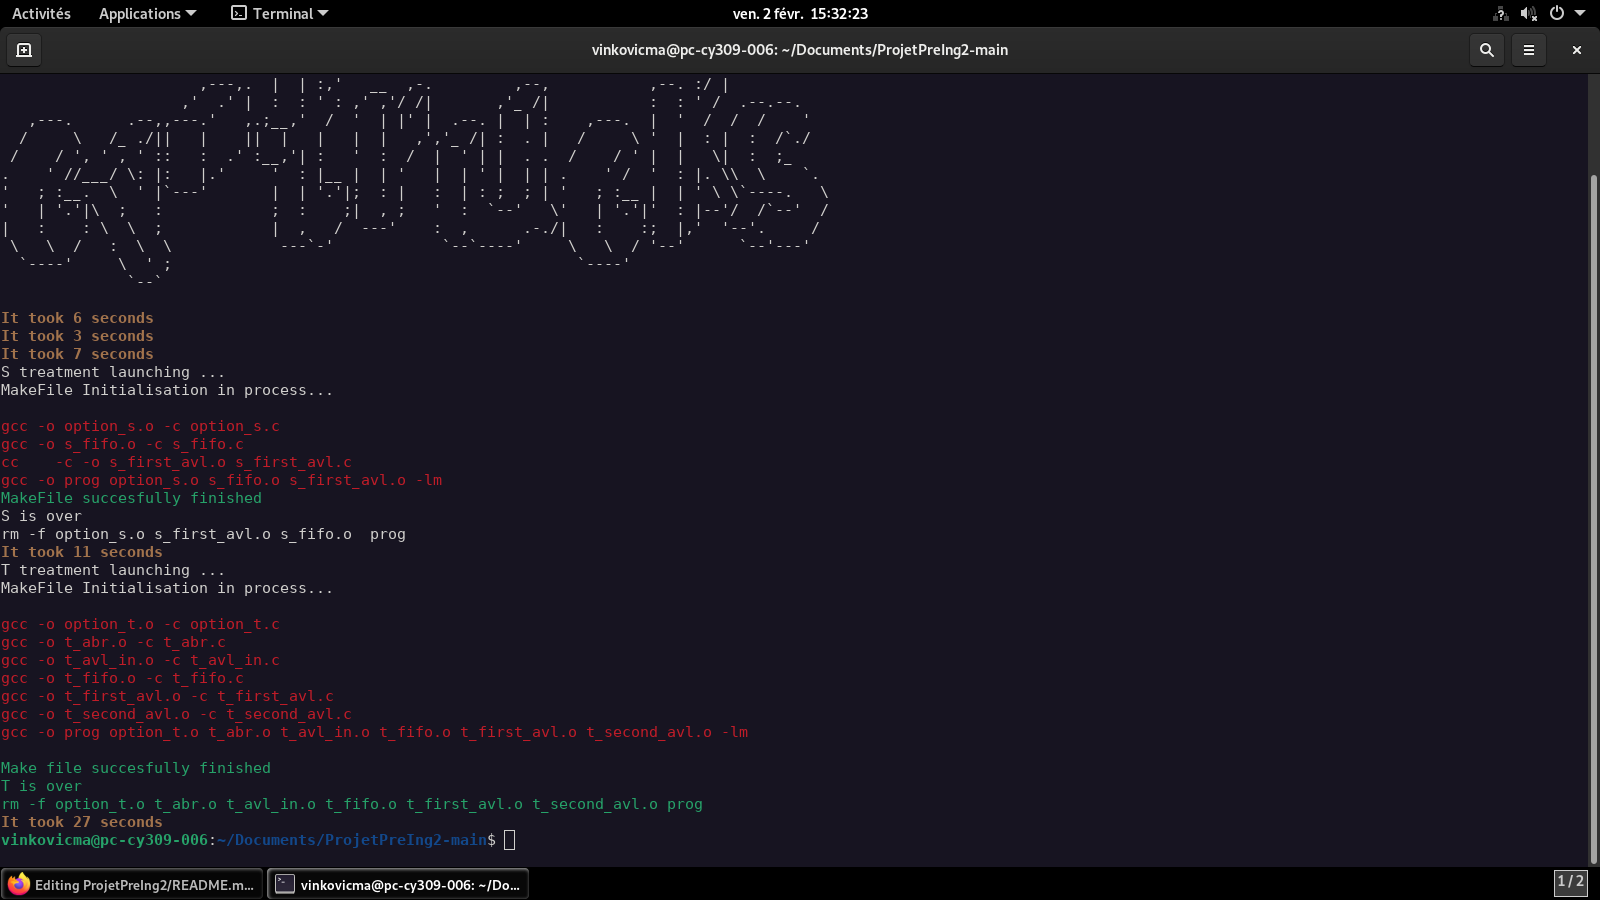 Activités Applications Terminal ven. 2 févr. 15:32:23
vinkovicma@pc-cy309-006: ~/Documents/ProjetPreIng2-main
It took 6 seconds
It took 3 seconds
It took 7 seconds
S treatment launching ...
MakeFile Initialisation in process...
gcc -o option_s.o -c option_s.c
gcc -o s_fifo.o -c s_fifo.c
cc    -c -o s_first_avl.o s_first_avl.c
gcc -o prog option_s.o s_fifo.o s_first_avl.o -lm
MakeFile succesfully finished
S is over
rm -f option_s.o s_first_avl.o s_fifo.o  prog
It took 11 seconds
T treatment launching ...
MakeFile Initialisation in process...
gcc -o option_t.o -c option_t.c
gcc -o t_abr.o -c t_abr.c
gcc -o t_avl_in.o -c t_avl_in.c
gcc -o t_fifo.o -c t_fifo.c
gcc -o t_first_avl.o -c t_first_avl.c
gcc -o t_second_avl.o -c t_second_avl.c
gcc -o prog option_t.o t_abr.o t_avl_in.o t_fifo.o t_first_avl.o t_second_avl.o -lm
Make file succesfully finished
T is over
rm -f option_t.o t_abr.o t_avl_in.o t_fifo.o t_first_avl.o t_second_avl.o prog
It took 27 seconds
vinkovicma@pc-cy309-006:~/Documents/ProjetPreIng2-main$
Editing ProjetPreIng2/README.m... vinkovicma@pc-cy309-006: ~/Do... 1 / 2